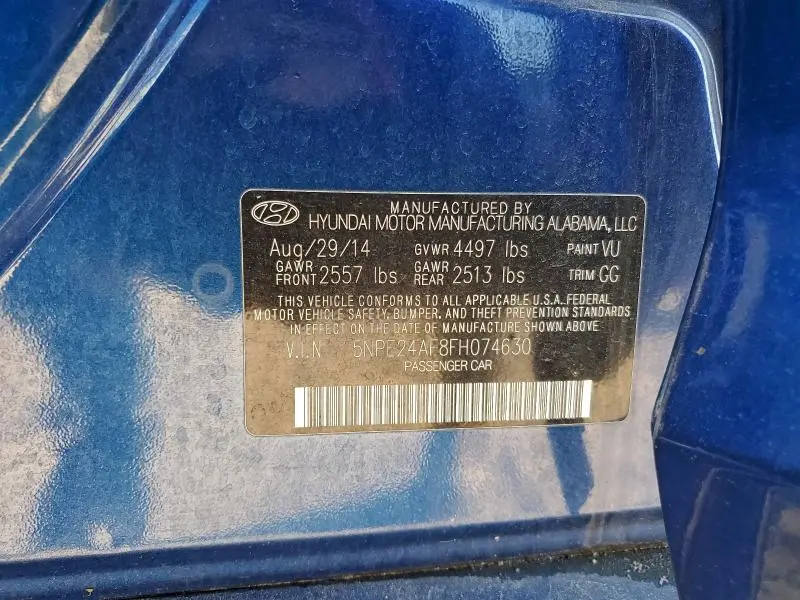 MANUFACTURED BY
HYUNDAI MOTOR MANUFACTURING ALABAMA, LLC
Aug/29/14 GVWR 4497 lbs PAINT VU
GAWR FRONT 2557 lbs GAWR REAR 2513 lbs TRIM GG
THIS VEHICLE CONFORMS TO ALL APPLICABLE U.S.A. FEDERAL
MOTOR VEHICLE SAFETY, BUMPER, AND THEFT PREVENTION STANDARDS
IN EFFECT ON THE DATE OF MANUFACTURE SHOWN ABOVE
V.I.N 5NPE24AF8FH074630
PASSENGER CAR